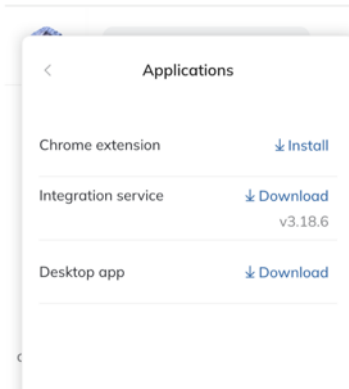 Applications
Chrome extension Install
Integration service Download
v3.18.6
Desktop app Download